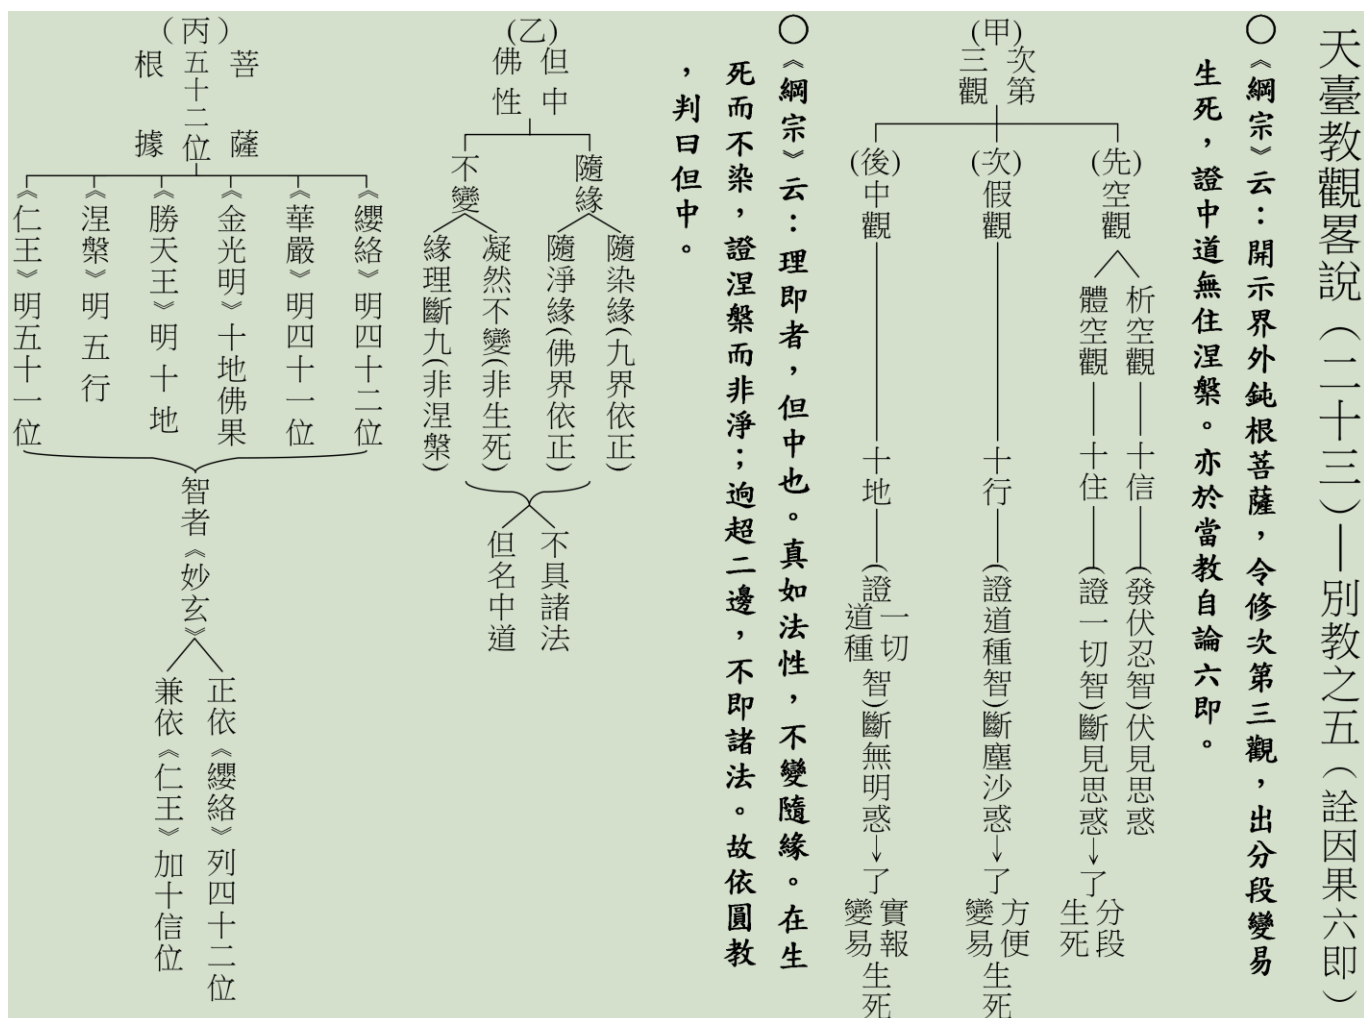 天臺教觀畧說（二十三）—別教之五（詮因果六即）
○《綱宗》云：開示界外鈍根菩薩，令修次第三觀，出分段變易
生死，證中道無住涅槃。亦於當教自論六即。
(甲)
次第
三觀
(先)空觀
析空觀——十信——(發伏忍智)伏見思惑
體空觀——十住——(證一切智)斷見思惑→了
分段
生死
(次)假觀——十行——(證道種智)斷塵沙惑→了
方便
變易
生死
(後)中觀——十地——(證
一切
道種
智)斷無明惑→了
實報
變易
生死
○《綱宗》云：理即者，但中也。真如法性，不變隨緣。在生
死而不染，證涅槃而非淨；逈超二邊，不即諸法。故依圓教
，判曰但中。
(乙)
但中
佛性
隨緣
隨染緣(九界依正)
隨淨緣(佛界依正)
不變
凝然不變(非生死)
緣理斷九(非涅槃)
不具諸法
但名中道
(丙)
菩薩
五十二位
根據
《纓絡》明四十二位
《華嚴》明四十一位
《金光明》十地佛果
《勝天王》明十地
《涅槃》明五行
《仁王》明五十一位
智者《妙玄》
正依《纓絡》列四十二位
兼依《仁王》加十信位